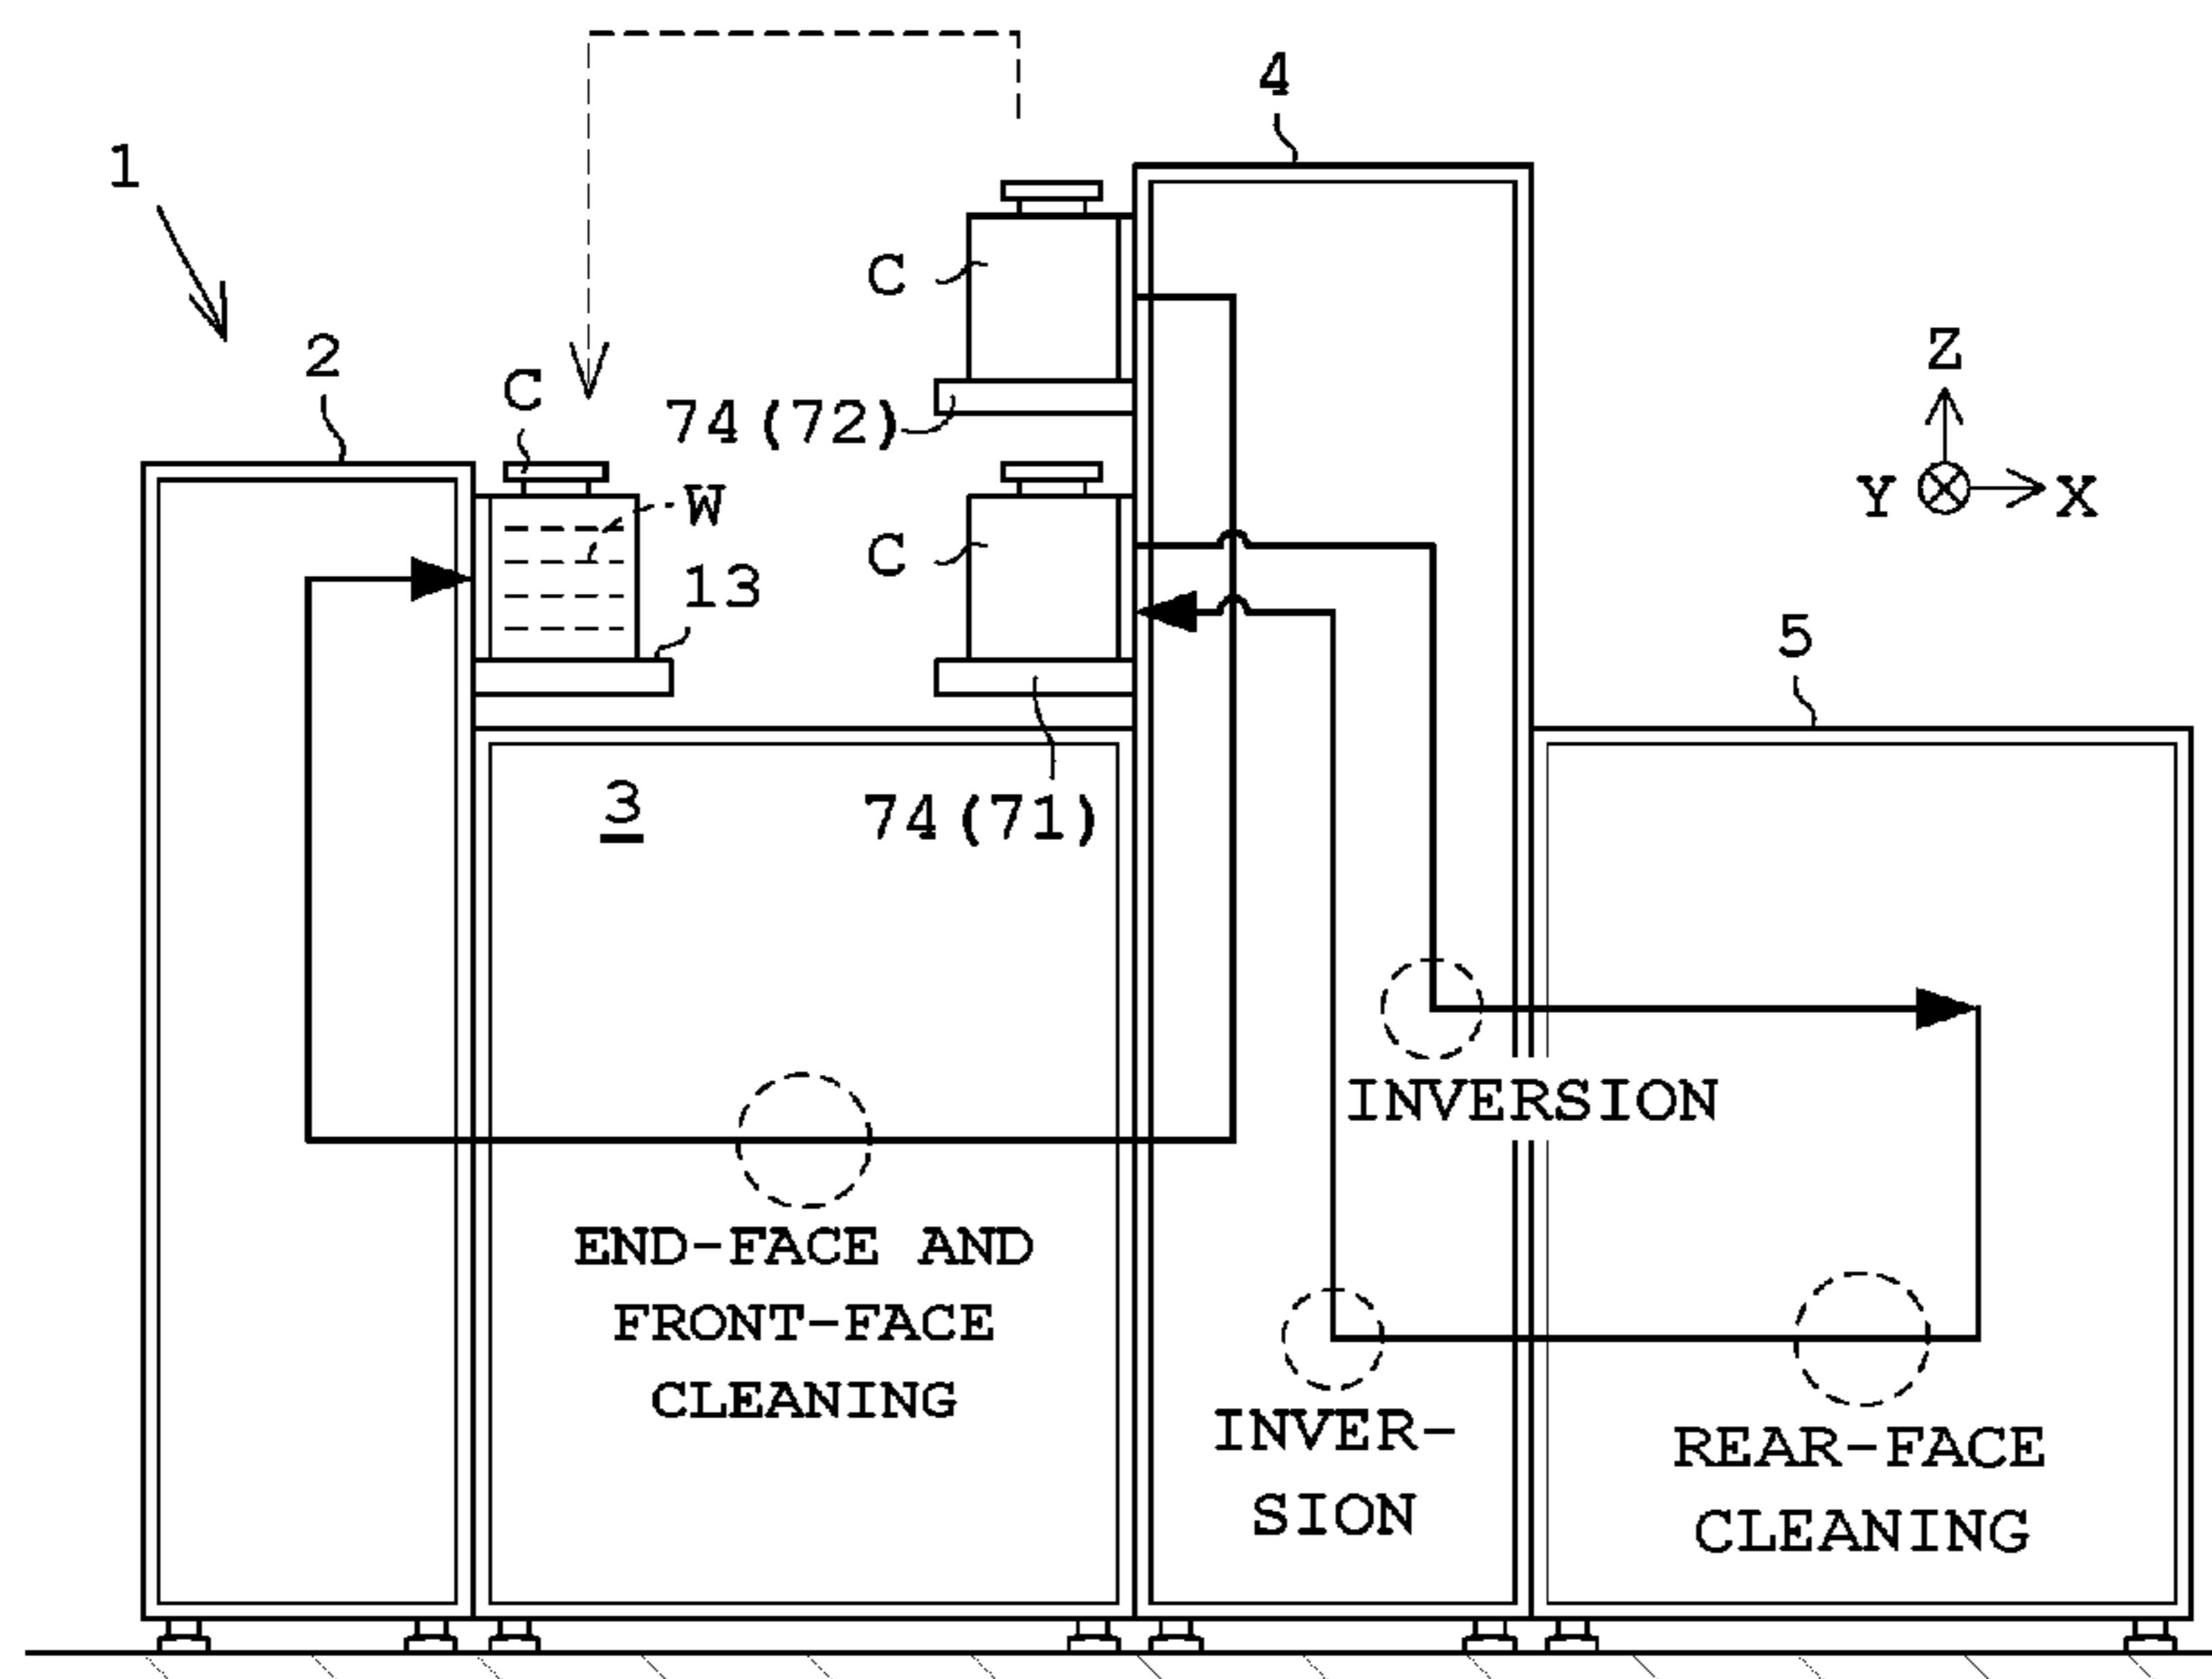 4
1
C
Z
2
C
74(72)
W
Y
X
C
13
5
3
74(71)
INVERSION
END-FACE AND
FRONT-FACE
CLEANING
INVER-
SION
REAR-FACE
CLEANING